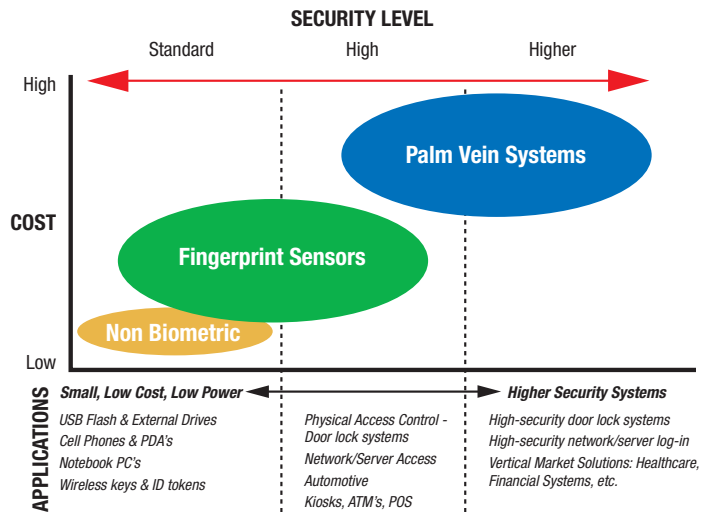 SECURITY LEVEL
Standard
High
Higher
High
COST
Low
Palm Vein Systems
Fingerprint Sensors
Non Biometric
APPLICATIONS
Small, Low Cost, Low Power
Higher Security Systems
USB Flash & External Drives
Cell Phones & PDA's
Notebook PC's
Wireless keys & ID tokens
Physical Access Control -
Door lock systems
Network/Server Access
Automotive
Kiosks, ATM's, POS
High-security door lock systems
High-security network/server log-in
Vertical Market Solutions: Healthcare,
Financial Systems, etc.